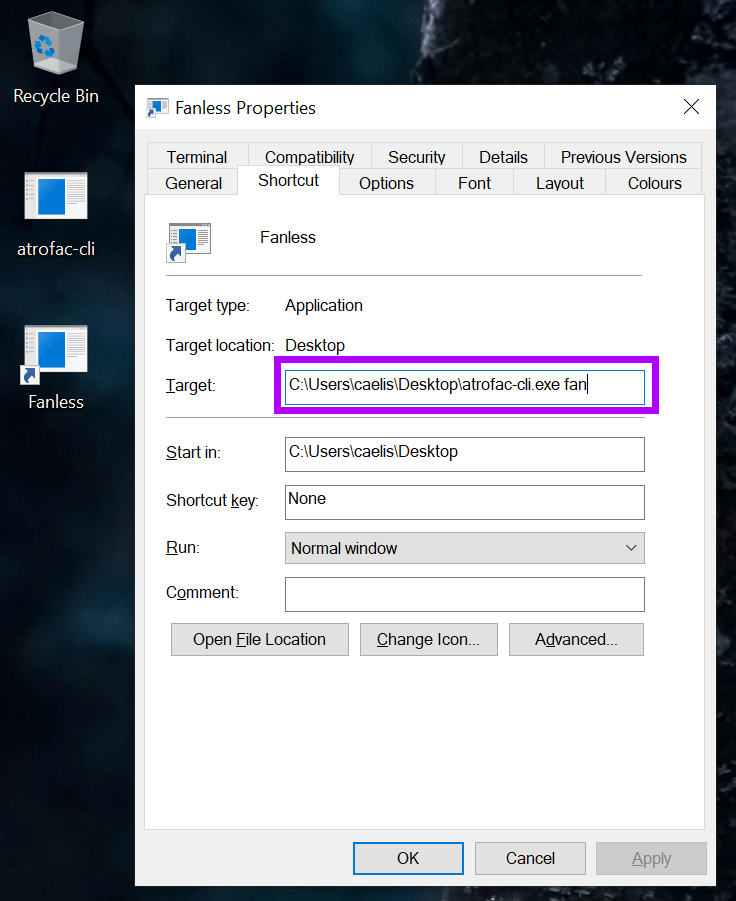 Recycle Bin
atrofac-cli
Fanless
Fanless Properties
Terminal Compatibility Security Details Previous Versions
General Shortcut Options Font Layout Colours
Fanless
Target type: Application
Target location: Desktop
Target: C:\Users\caelis\Desktop\atrofac-cli.exe fan
Start in: C:\Users\caelis\Desktop
Shortcut key: None
Run: Normal window
Comment:
Open File Location Change Icon... Advanced...
OK Cancel Apply